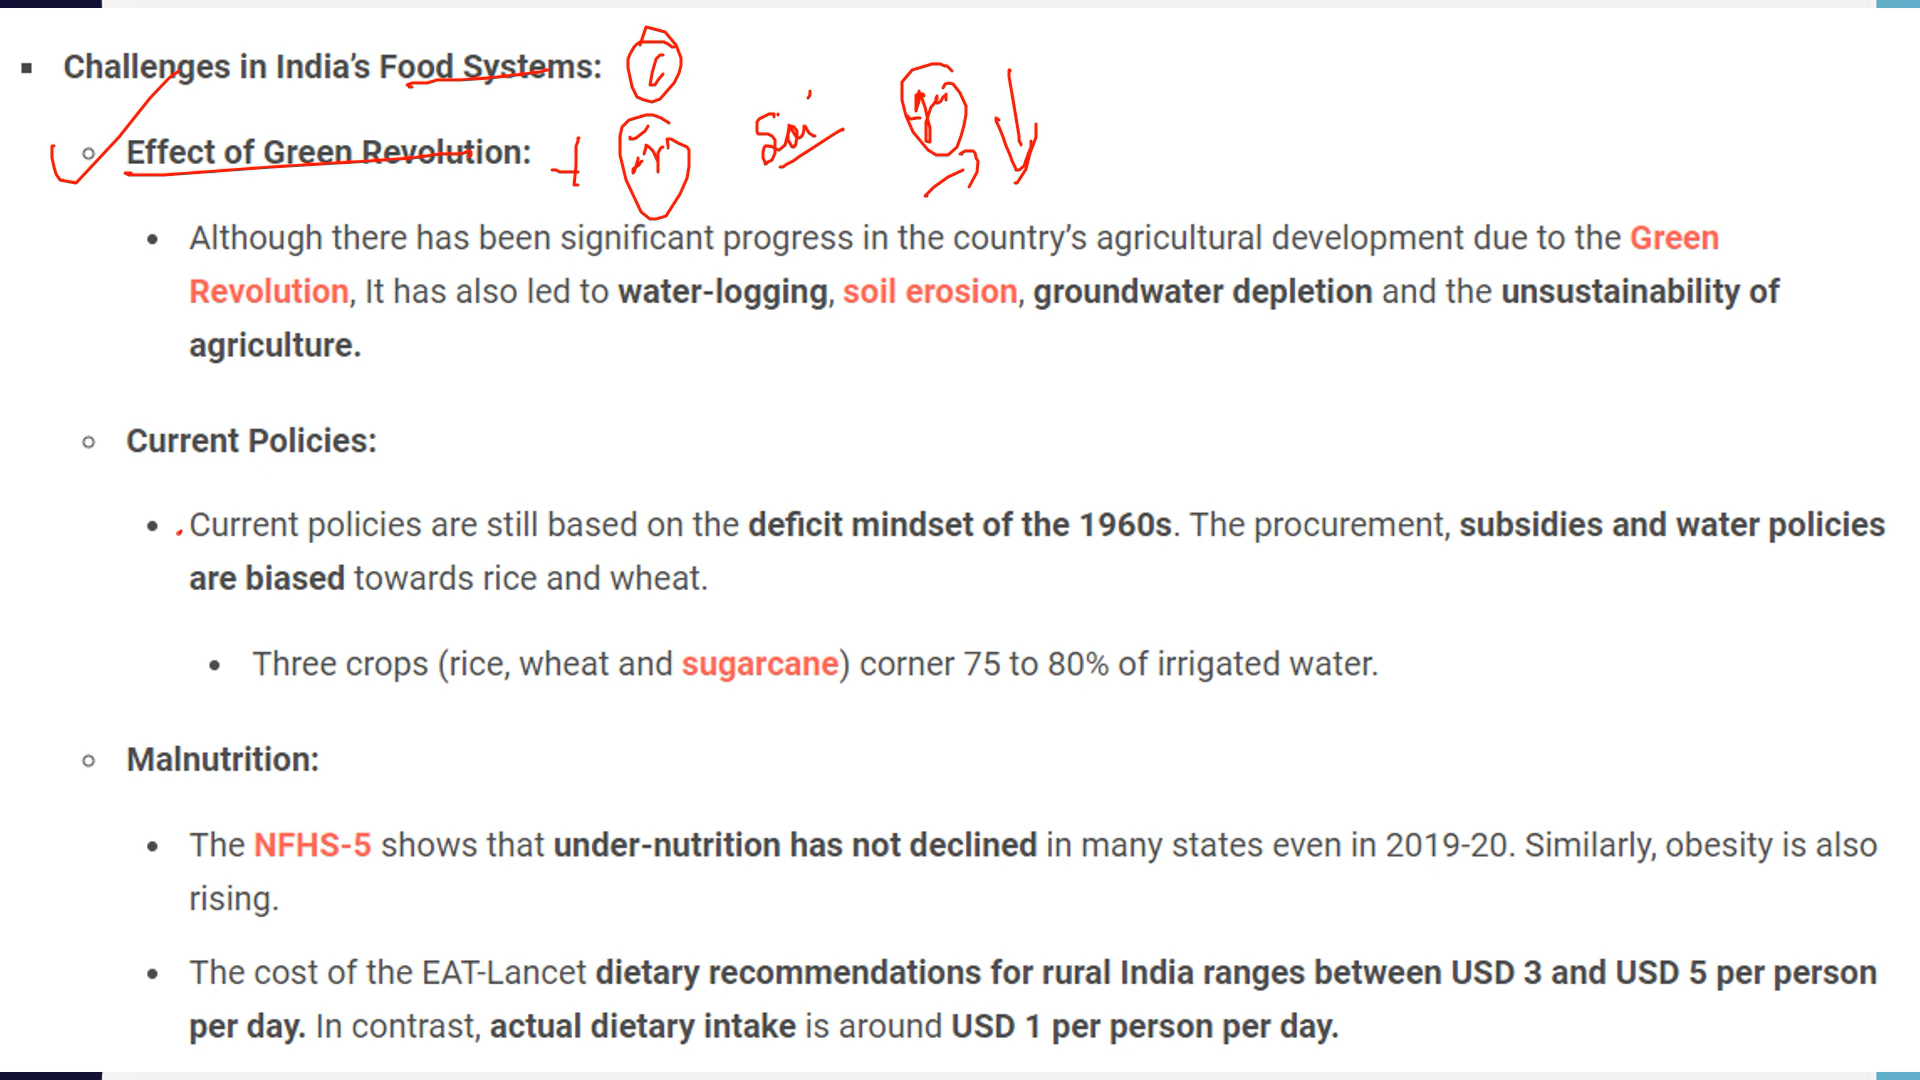 Challenges in India’s Food Systems:
Effect of Green Revolution:
Although there has been significant progress in the country’s agricultural development due to the Green
Revolution, It has also led to water-logging, soil erosion, groundwater depletion and the unsustainability of
agriculture.
Current Policies:
Current policies are still based on the deficit mindset of the 1960s. The procurement, subsidies and water policies
are biased towards rice and wheat.
Three crops (rice, wheat and sugarcane) corner 75 to 80% of irrigated water.
Malnutrition:
The NFHS-5 shows that under-nutrition has not declined in many states even in 2019-20. Similarly, obesity is also
rising.
The cost of the EAT-Lancet dietary recommendations for rural India ranges between USD 3 and USD 5 per person
per day. In contrast, actual dietary intake is around USD 1 per person per day.